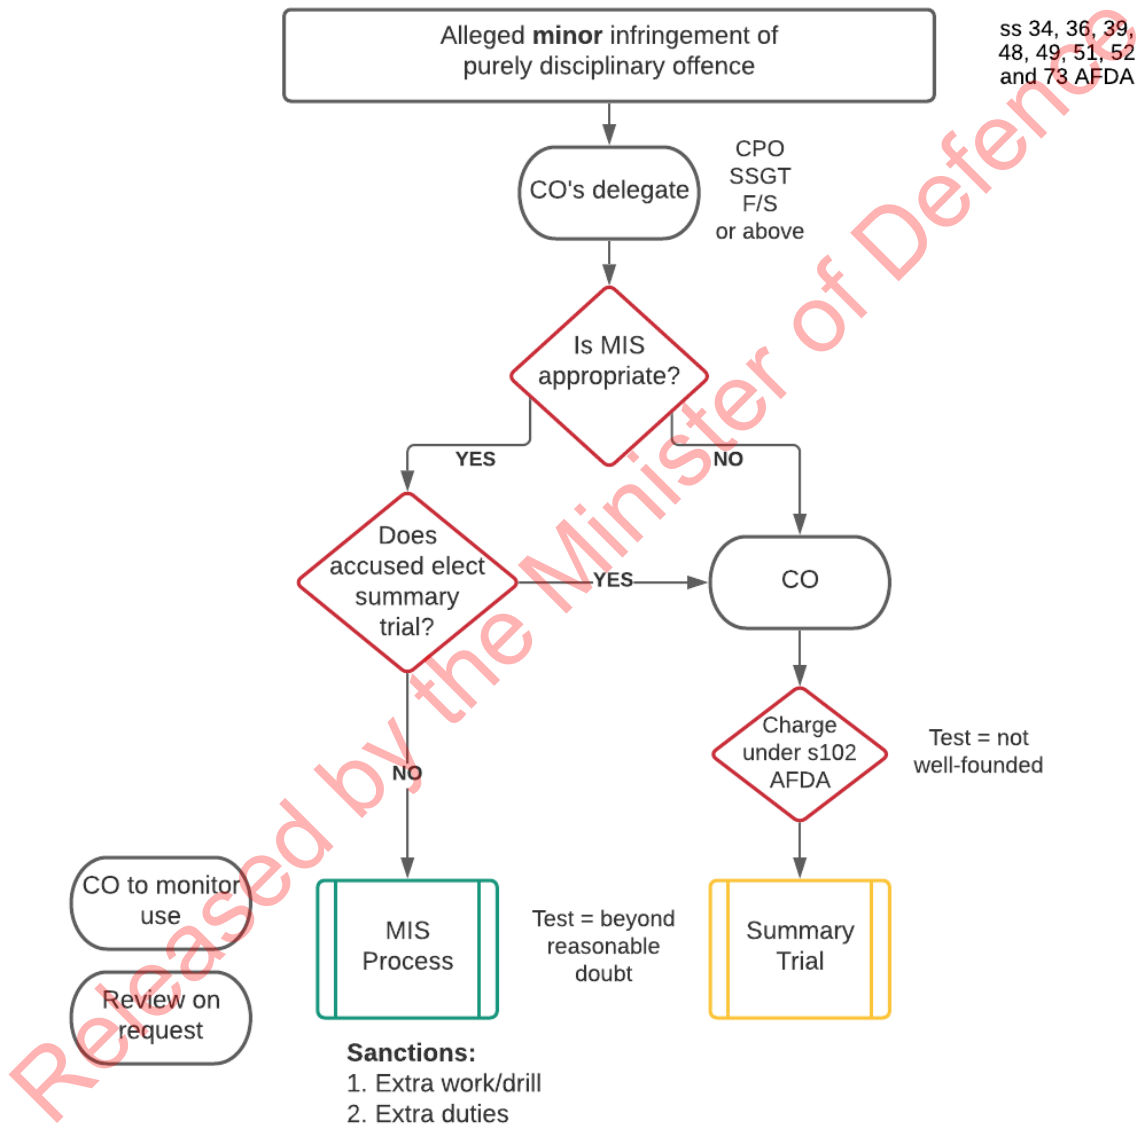 Alleged minor infringement of
purely disciplinary offence
ss 34, 36, 39,
48, 49, 51, 52
and 73 AFDA
CO's delegate
CPO
SSGT
F/S
or above
Is MIS
appropriate?
YES
NO
Does
accused elect
summary
trial?
YES
CO
Charge
under s102
AFDA
Test = not
well-founded
NO
CO to monitor
use
MIS
Process
Test = beyond
reasonable
doubt
Summary
Trial
Review on
request
Sanctions:
1. Extra work/drill
2. Extra duties
Released by the Minister of Defence